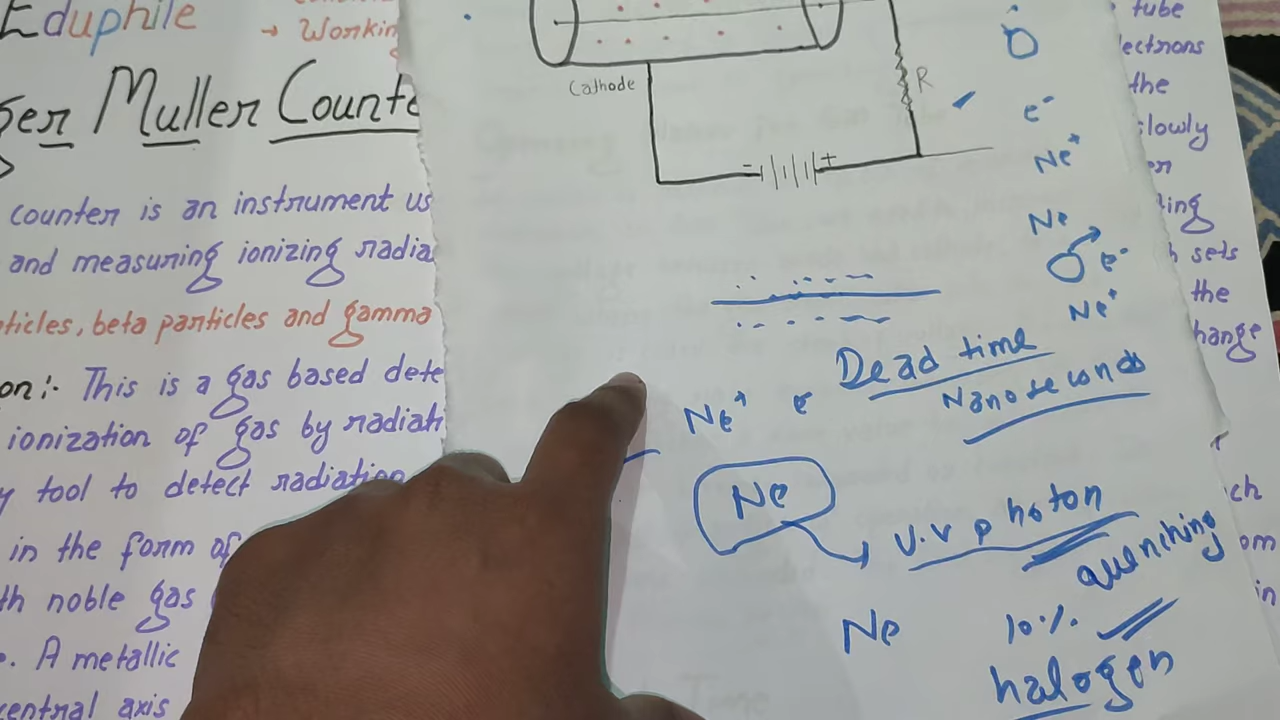 Eduphile
→ Working
ger Muller Counte
counter is an instrument us
and measuring ionizing radia
ticles, beta particles and gamma
on :- This is a gas based dete
ionization of gas by radiati
y tool to detect radiation
in the form of
th noble gas
. A metallic
central axis
Cathode
R
- +
e-
Ne+
Ne
e-
Ne+
Dead time
Nanoseconds
Ne+ e
Ne
U.V photon
quenching
Ne
10%
halogen
tube
lectrons
the
slowly
er
ting
h sets
the
hange
ch
om
in